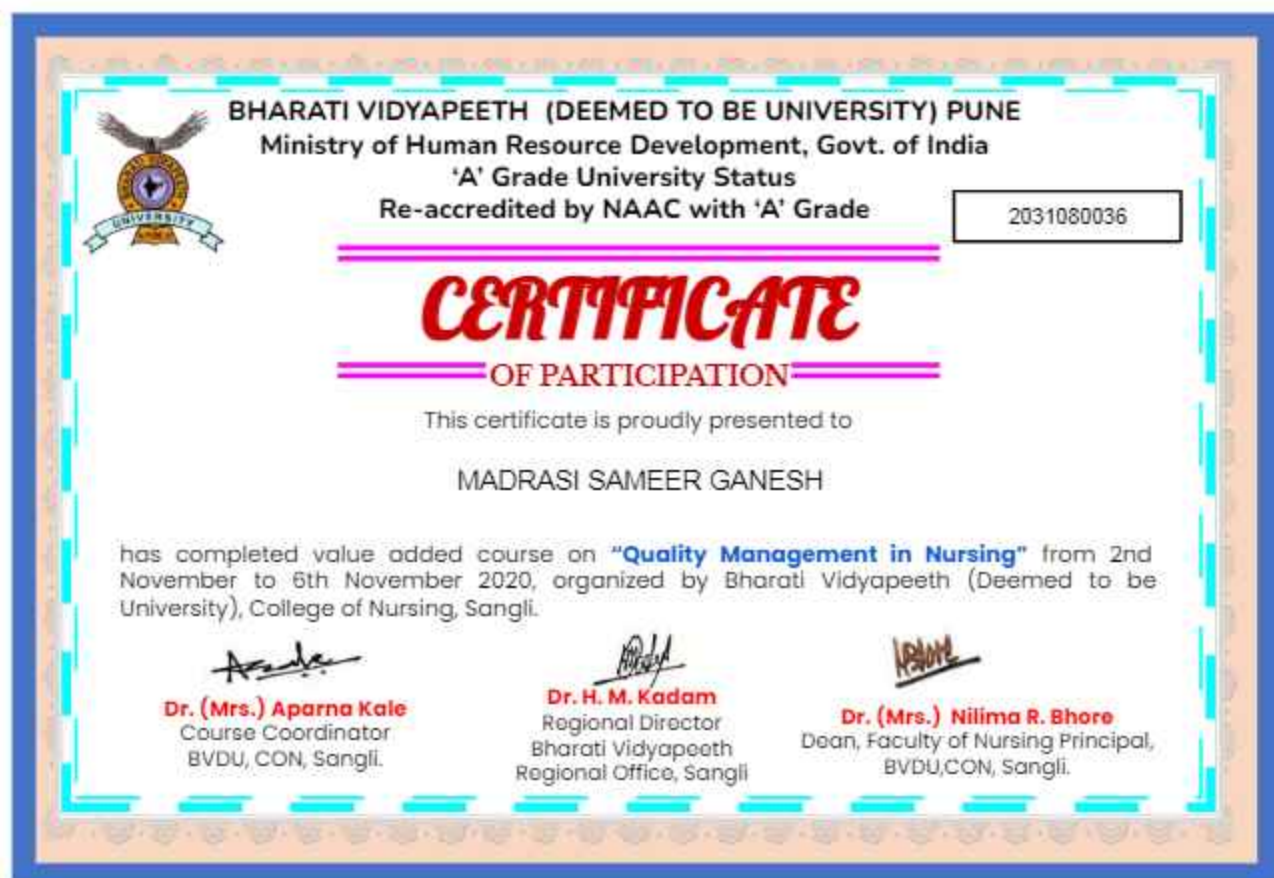 BHARATI VIDYAPEETH (DEEMED TO BE UNIVERSITY) PUNE
Ministry of Human Resource Development, Govt. of India
‘A’ Grade University Status
Re-accredited by NAAC with ‘A’ Grade
2031080036
BHARATI VIDYAPEETH
UNIVERSITY
CERTIFICATE
OF PARTICIPATION
This certificate is proudly presented to
MADRASI SAMEER GANESH
has completed value added course on “Quality Management in Nursing” from 2nd
November to 6th November 2020, organized by Bharati Vidyapeeth (Deemed to be
University), College of Nursing, Sangli.
Dr. (Mrs.) Aparna Kale
Course Coordinator
BVDU, CON, Sangli.
Dr. H. M. Kadam
Regional Director
Bharati Vidyapeeth
Regional Office, Sangli
Dr. (Mrs.) Nilima R. Bhore
Dean, Faculty of Nursing Principal,
BVDU,CON, Sangli.